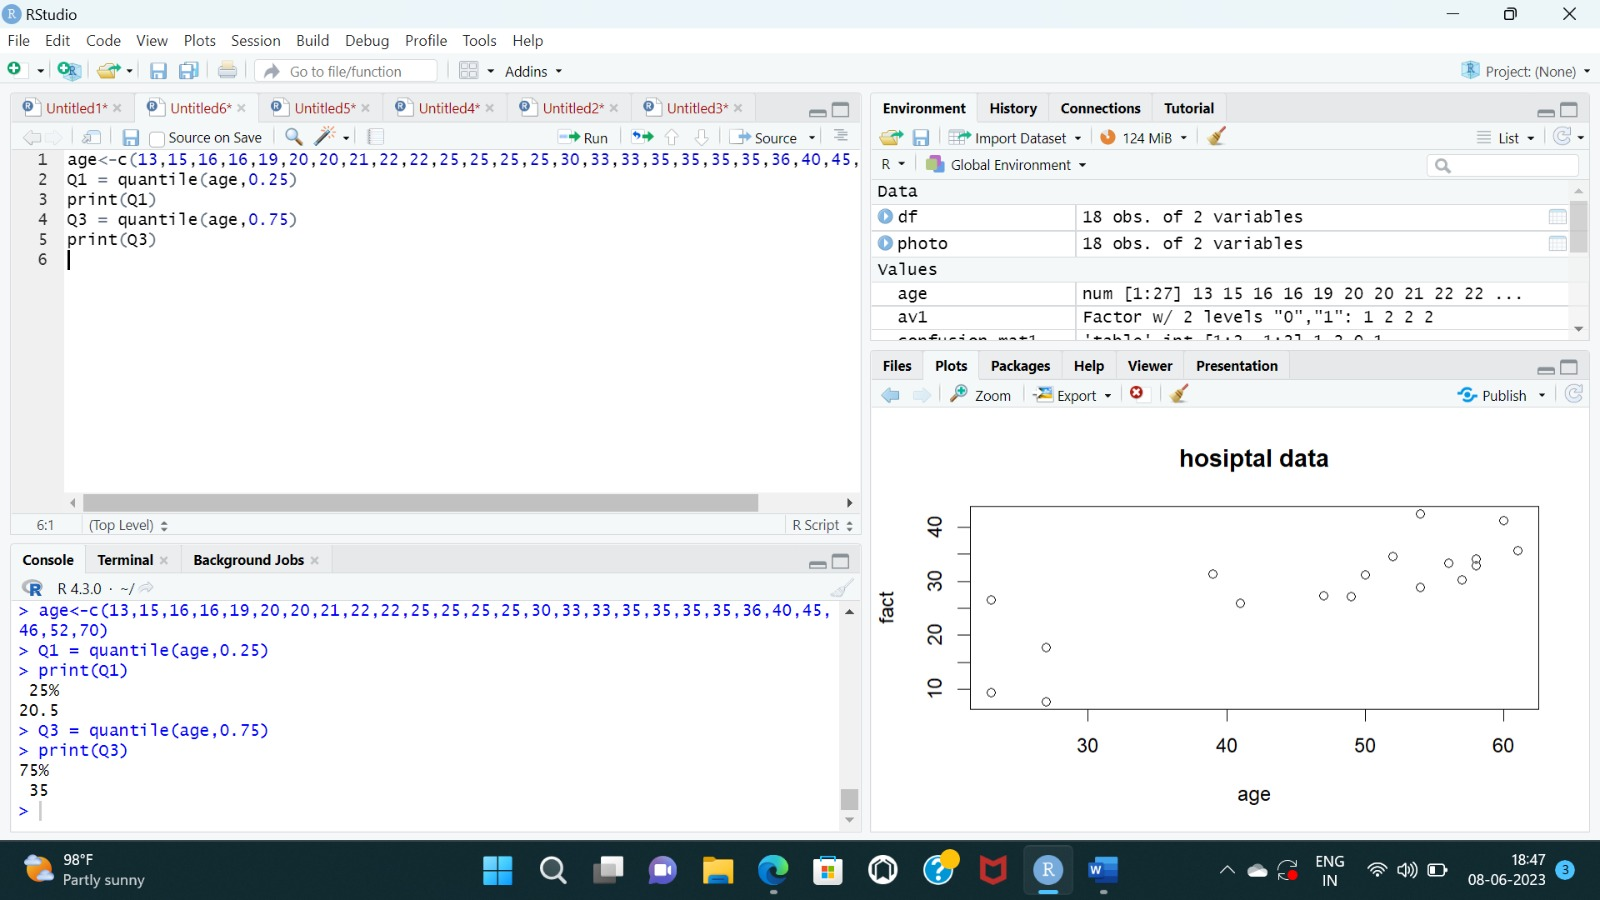 RStudio
File Edit Code View Plots Session Build Debug Profile Tools Help
Go to file/function Addins Project: (None)
Untitled1* Untitled6* Untitled5* Untitled4* Untitled2* Untitled3*
Source on Save Run Source
1 age<-c(13,15,16,16,19,20,20,21,22,22,25,25,25,25,30,33,33,35,35,35,35,36,40,45,
2 Q1 = quantile(age,0.25)
3 print(Q1)
4 Q3 = quantile(age,0.75)
5 print(Q3)
6
6:1 (Top Level) R Script
Console Terminal Background Jobs
R 4.3.0 · ~/
> age<-c(13,15,16,16,19,20,20,21,22,22,25,25,25,25,30,33,33,35,35,35,35,36,40,45,
46,52,70)
> Q1 = quantile(age,0.25)
> print(Q1)
25%
20.5
> Q3 = quantile(age,0.75)
> print(Q3)
75%
35
>
Environment History Connections Tutorial
Import Dataset 124 MiB List
R Global Environment
Data
df 18 obs. of 2 variables
photo 18 obs. of 2 variables
Values
age num [1:27] 13 15 16 16 19 20 20 21 22 22 ...
av1 Factor w/ 2 levels "0","1": 1 2 2 2
Files Plots Packages Help Viewer Presentation
Zoom Export Publish
hosiptal data
fact
40
30
20
10
30 40 50 60
age
98°F
Partly sunny
ENG
IN
18:47
08-06-2023
3